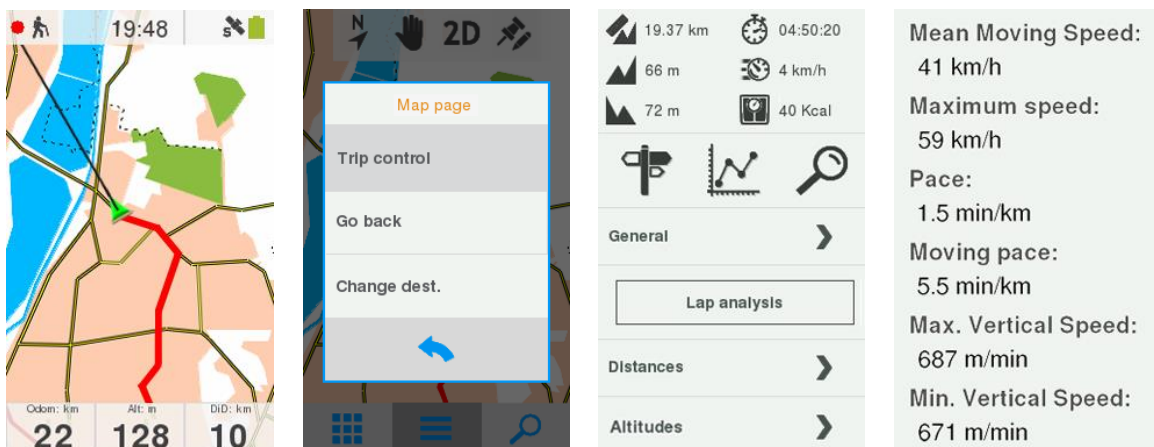 19:48
S
Odom: km
Alt: m
DiD: km
22
128
10
N
2D
Map page
Trip control
Go back
Change dest.
19.37 km
04:50:20
66 m
4 km/h
72 m
40 Kcal
General
Lap analysis
Distances
Altitudes
Mean Moving Speed:
41 km/h
Maximum speed:
59 km/h
Pace:
1.5 min/km
Moving pace:
5.5 min/km
Max. Vertical Speed:
687 m/min
Min. Vertical Speed:
671 m/min